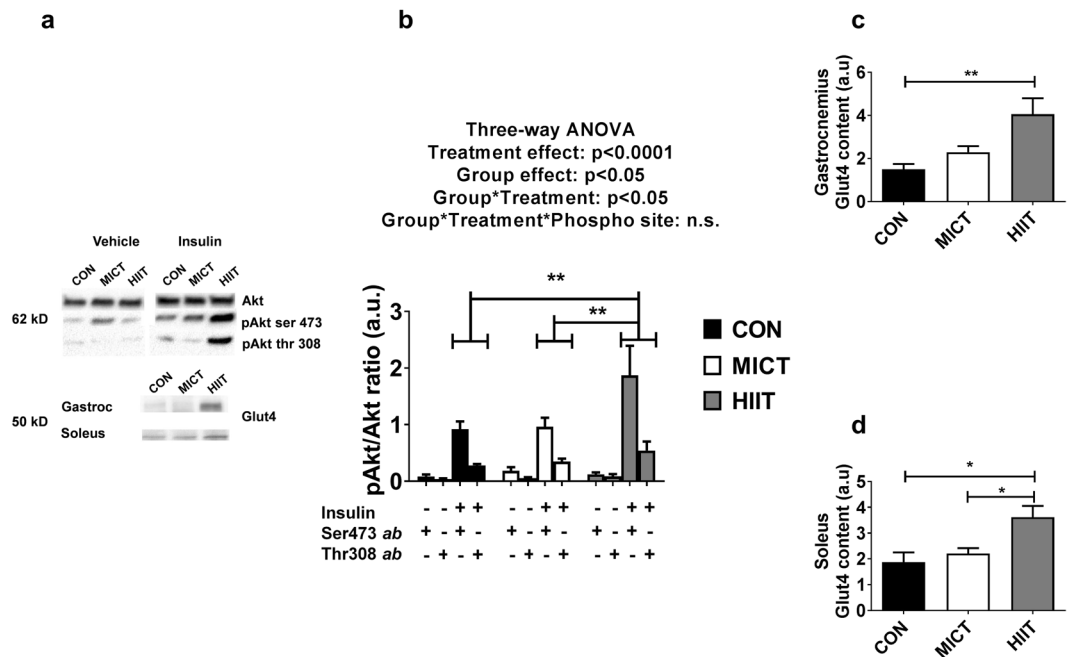 a
Vehicle Insulin
CON MICT HIIT CON MICT HIIT
Akt
62 kD
pAkt ser 473
pAkt thr 308
CON MICT HIIT
Gastroc
50 kD
Glut4
Soleus
b
Three-way ANOVA
Treatment effect: p<0.0001
Group effect: p<0.05
Group*Treatment: p<0.05
Group*Treatment*Phospho site: n.s.
**
**
pAkt/Akt ratio (a.u.)
3
2
1
0
Insulin - - + + - - + + - - + +
Ser473 ab + - + - + - + - + - + -
Thr308 ab - + - + - + - + - + - +
CON
MICT
HIIT
c
**
Gastrocnemius
Glut4 content (a.u)
6
4
2
0
CON MICT HIIT
d
*
*
Soleus
Glut4 content (a.u)
5
4
3
2
1
0
CON MICT HIIT